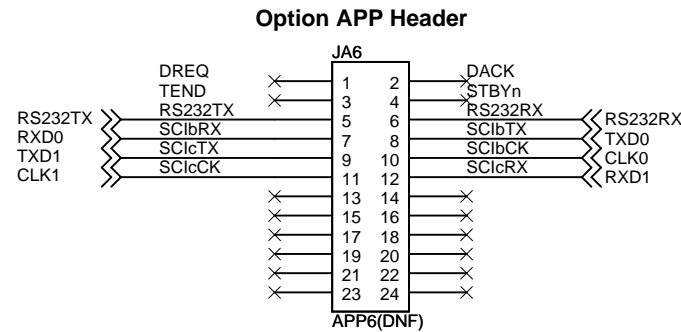 Option APP Header
JA6
DREQ 1 2 DACK
TEND 3 4 STBYn
RS232TX RS232TX 5 6 RS232RX RS232RX
RXD0 SCIbRX 7 8 SCIbTX TXD0
TXD1 SCIcTX 9 10 SCIbCK CLK0
CLK1 SCIcCK 11 12 SCIcRX RXD1
13 14
15 16
17 18
19 20
21 22
23 24
APP6(DNF)